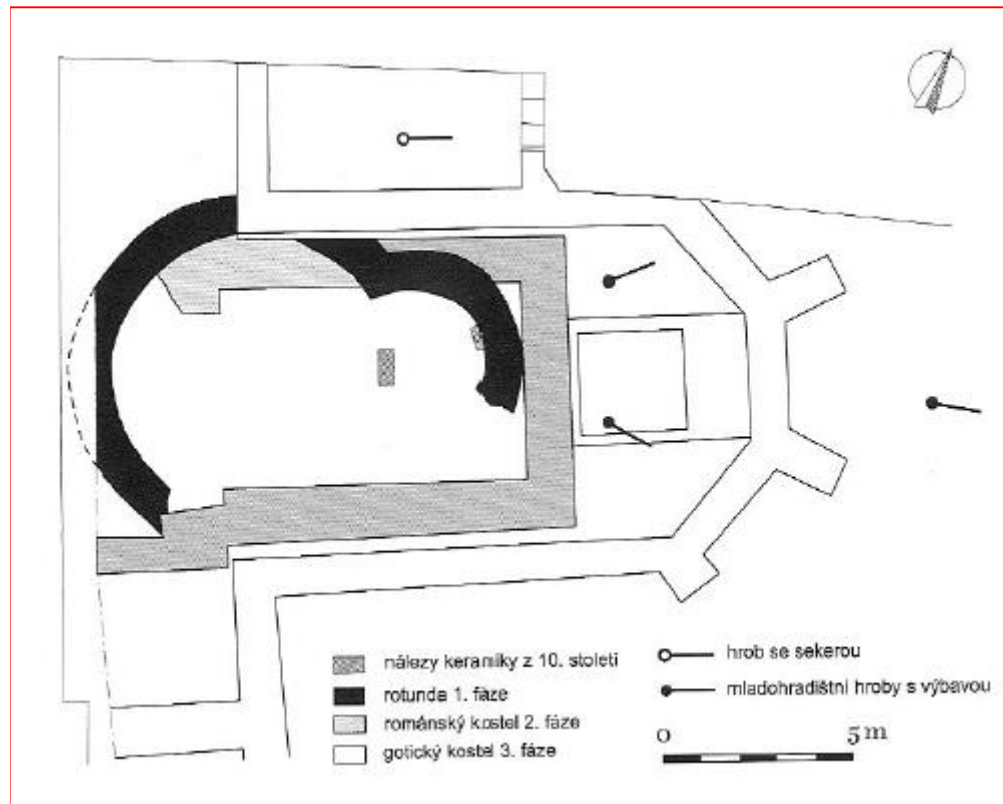 nálezy keramiky z 10. století
rotunda 1. fáze
románský kostel 2. fáze
gotický kostel 3. fáze
hrob se sekerou
mladohradištní hroby s výbavou
0 5 m